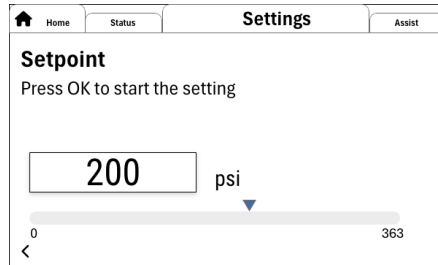 Home Status Settings Assist
Setpoint
Press OK to start the setting
200 psi
0 363